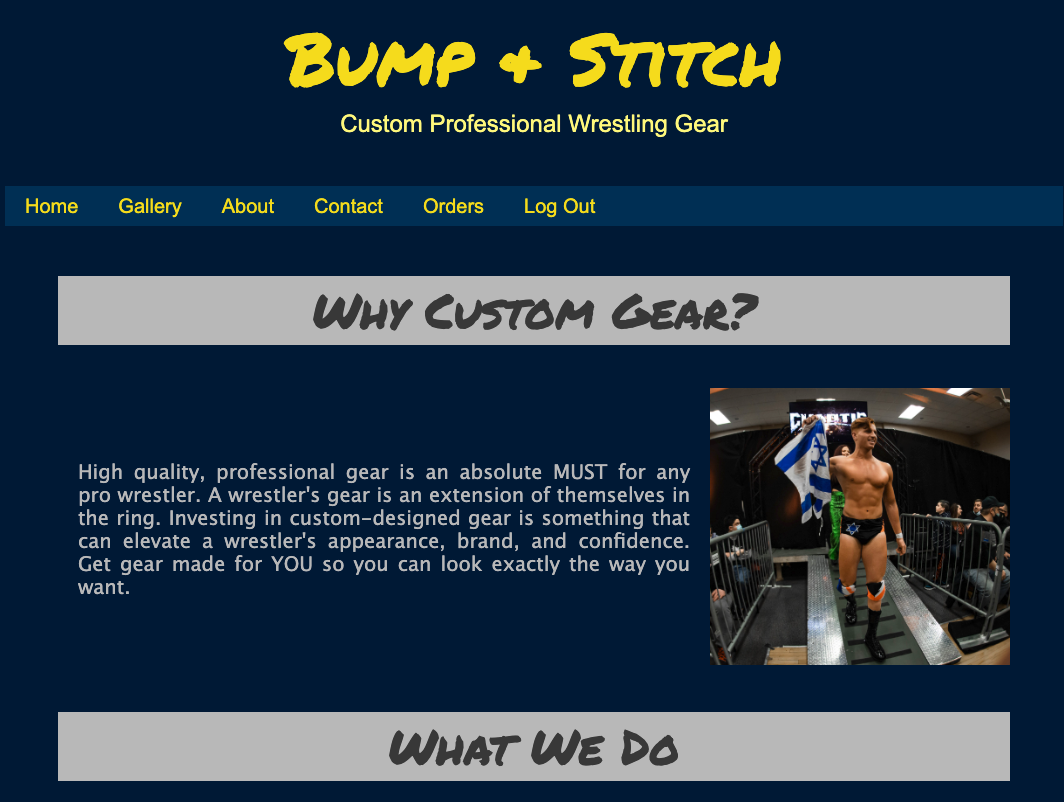 Bump & Stitch
Custom Professional Wrestling Gear
Home Gallery About Contact Orders Log Out
Why Custom Gear?
High quality, professional gear is an absolute MUST for any
pro wrestler. A wrestler's gear is an extension of themselves in
the ring. Investing in custom-designed gear is something that
can elevate a wrestler's appearance, brand, and confidence.
Get gear made for YOU so you can look exactly the way you
want.
What We Do